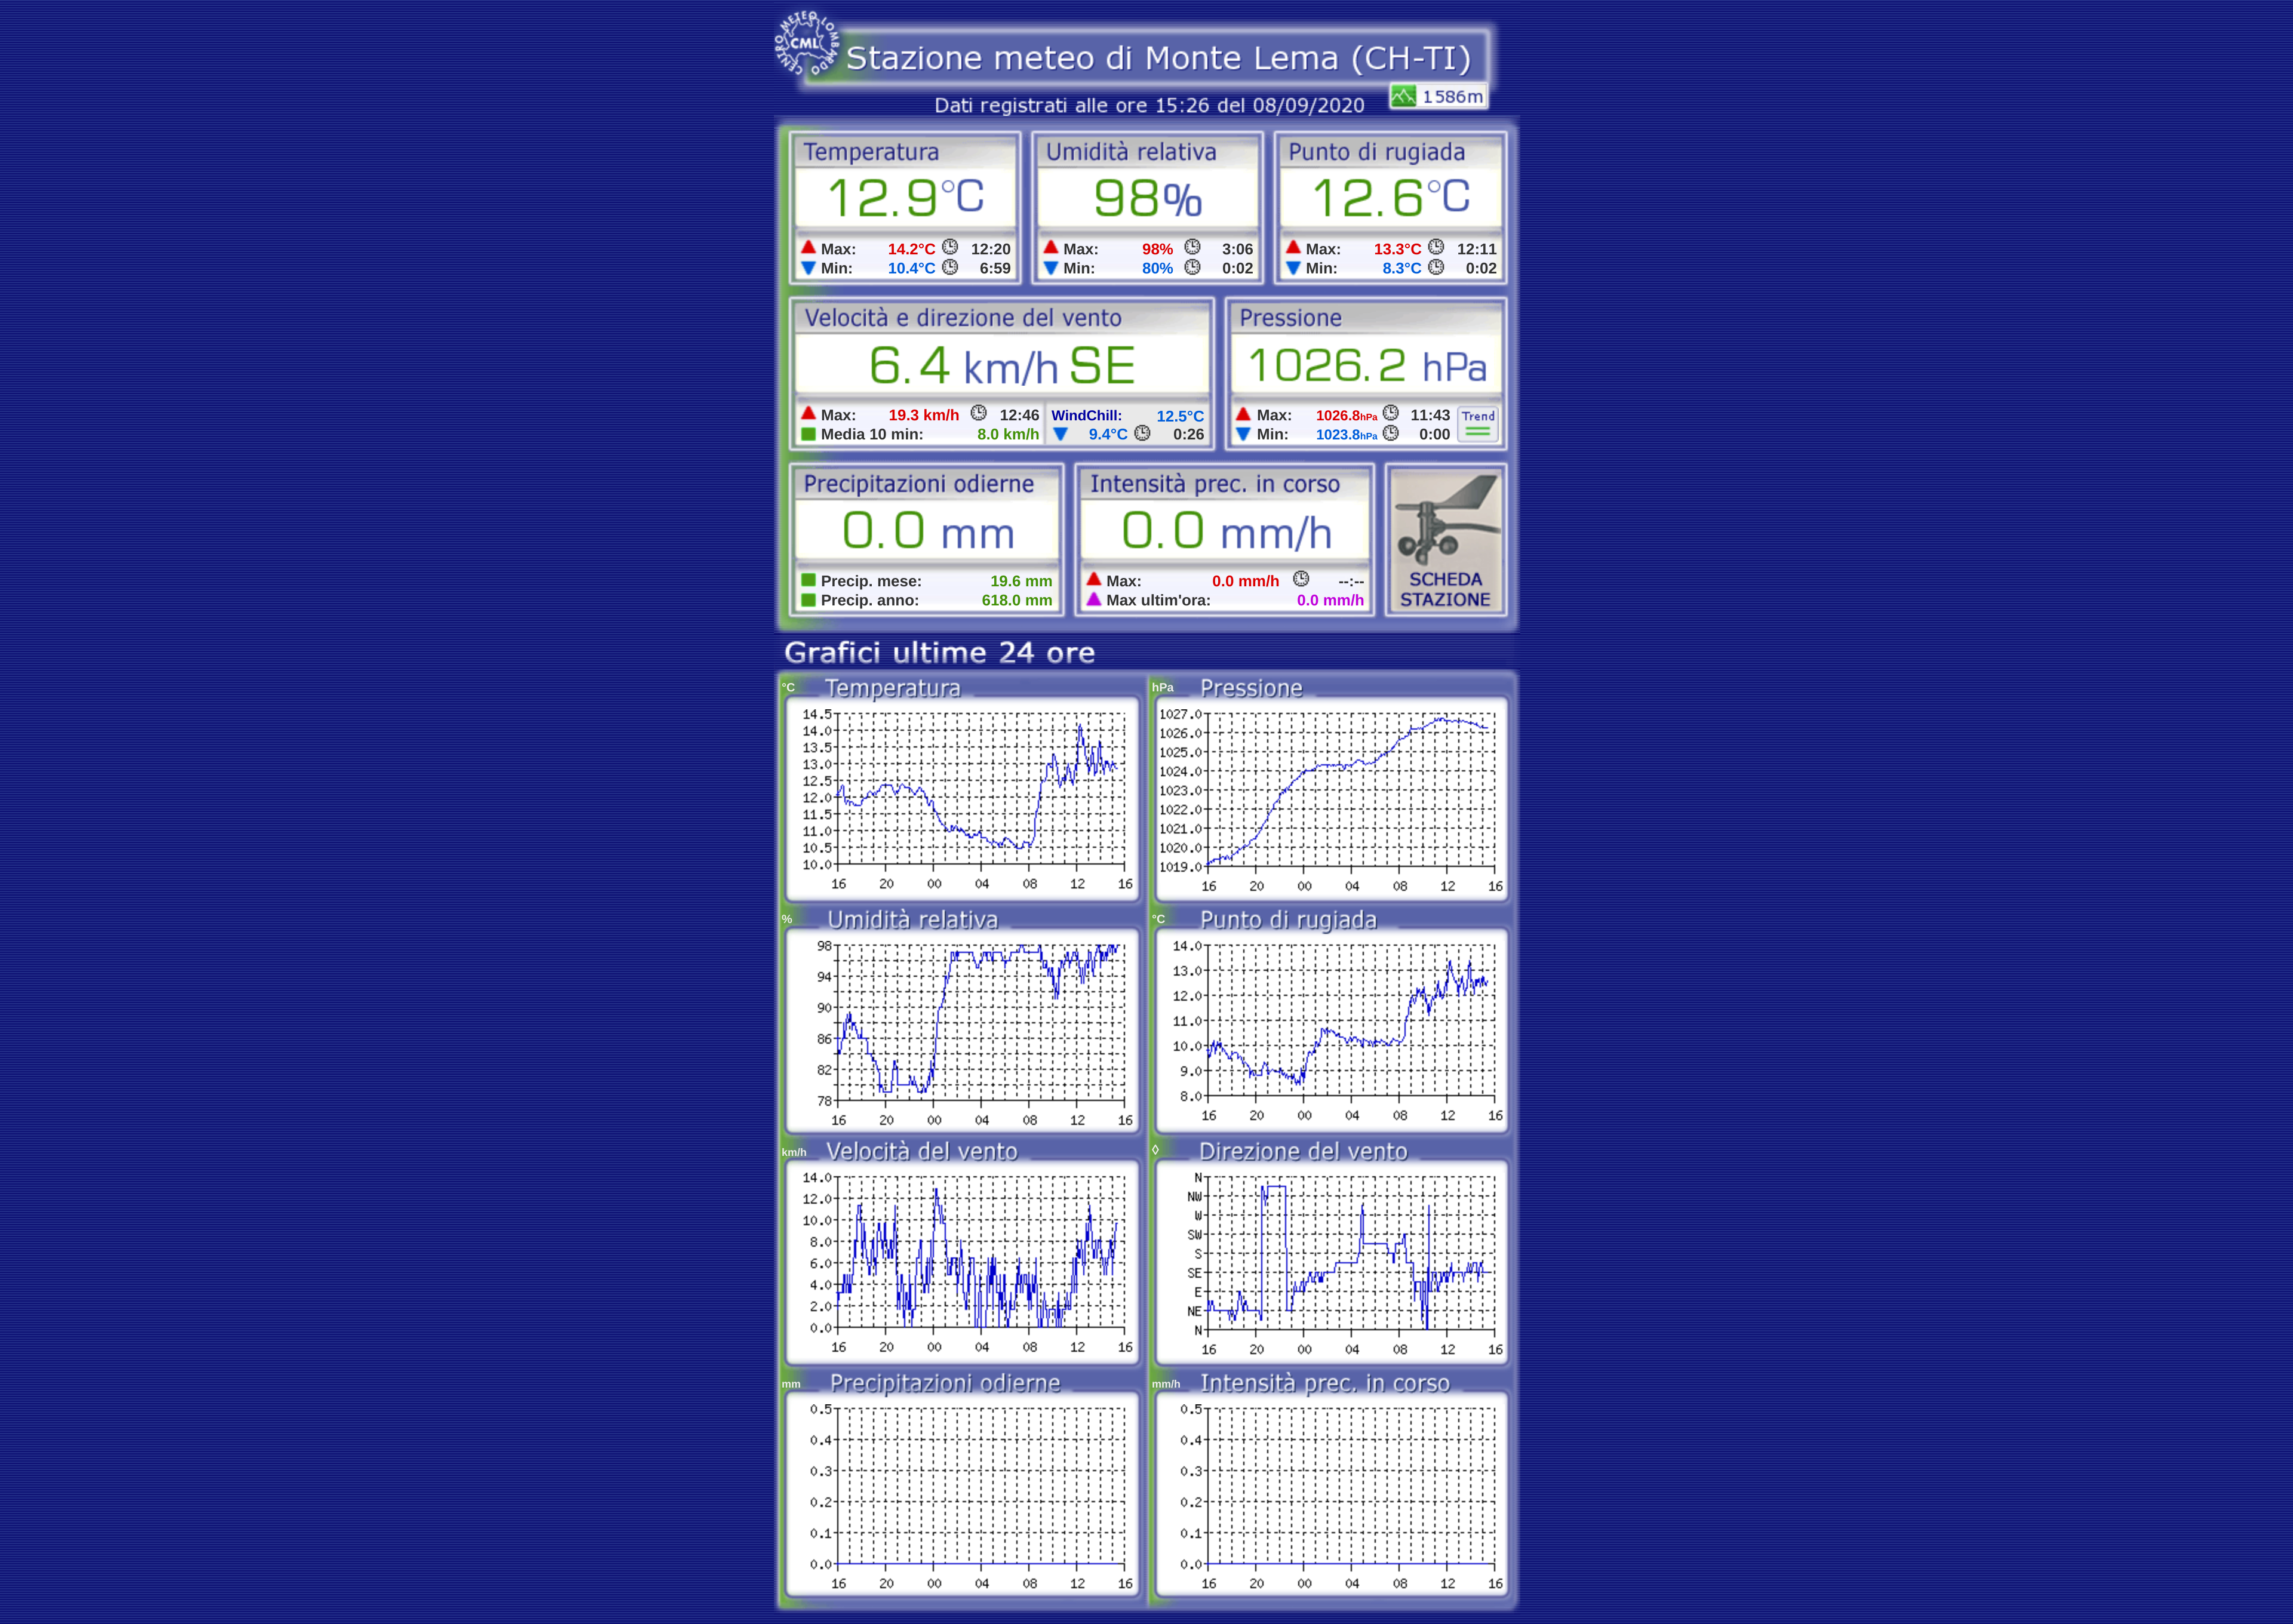 CENTRO METEO LOMBARDO
CML
Stazione meteo di Monte Lema (CH-TI)
Dati registrati alle ore 15:26 del 08/09/2020
1586m
Temperatura
12.9°C
Max: 14.2°C 12:20
Min: 10.4°C 6:59
Umidità relativa
98%
Max: 98% 3:06
Min: 80% 0:02
Punto di rugiada
12.6°C
Max: 13.3°C 12:11
Min: 8.3°C 0:02
Velocità e direzione del vento
6.4 km/h SE
Max: 19.3 km/h 12:46
Media 10 min: 8.0 km/h
WindChill: 12.5°C
9.4°C 0:26
Pressione
1026.2 hPa
Max: 1026.8hPa 11:43
Min: 1023.8hPa 0:00
Trend
Precipitazioni odierne
0.0 mm
Precip. mese: 19.6 mm
Precip. anno: 618.0 mm
Intensità prec. in corso
0.0 mm/h
Max: 0.0 mm/h --:--
Max ultim'ora: 0.0 mm/h
SCHEDA
STAZIONE
Grafici ultime 24 ore
°C Temperatura
14.5
14.0
13.5
13.0
12.5
12.0
11.5
11.0
10.5
10.0
16 20 00 04 08 12 16
hPa Pressione
1027.0
1026.0
1025.0
1024.0
1023.0
1022.0
1021.0
1020.0
1019.0
16 20 00 04 08 12 16
% Umidità relativa
98
94
90
86
82
78
16 20 00 04 08 12 16
°C Punto di rugiada
14.0
13.0
12.0
11.0
10.0
9.0
8.0
16 20 00 04 08 12 16
km/h Velocità del vento
14.0
12.0
10.0
8.0
6.0
4.0
2.0
0.0
16 20 00 04 08 12 16
◊ Direzione del vento
N
NW
W
SW
S
SE
E
NE
N
16 20 00 04 08 12 16
mm Precipitazioni odierne
0.5
0.4
0.3
0.2
0.1
0.0
16 20 00 04 08 12 16
mm/h Intensità prec. in corso
0.5
0.4
0.3
0.2
0.1
0.0
16 20 00 04 08 12 16